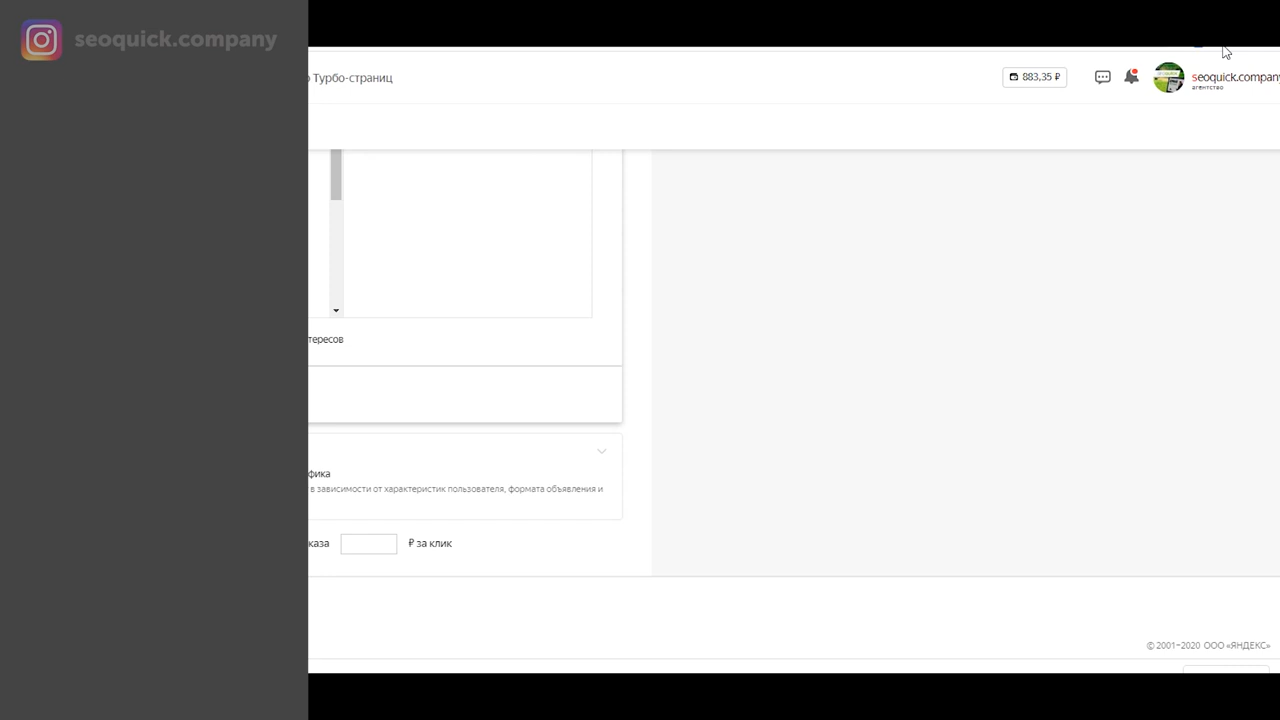 seoquick.company
Турбо-страниц
883,35 ₽
seoquick.company
агентство
тересов
фика
в зависимости от характеристик пользователя, формата объявления и
каза ₽ за клик
© 2001–2020 ООО «ЯНДЕКС»